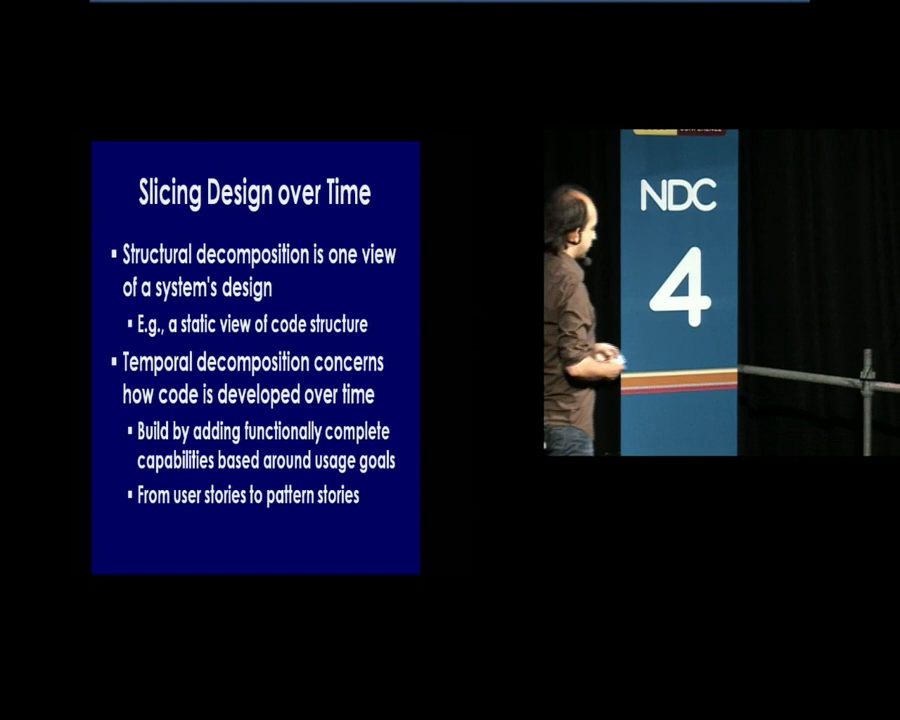 Slicing Design over Time
▪ Structural decomposition is one view
of a system's design
▪ E.g., a static view of code structure
▪ Temporal decomposition concerns
how code is developed over time
▪ Build by adding functionally complete
capabilities based around usage goals
▪ From user stories to pattern stories
NDC
4